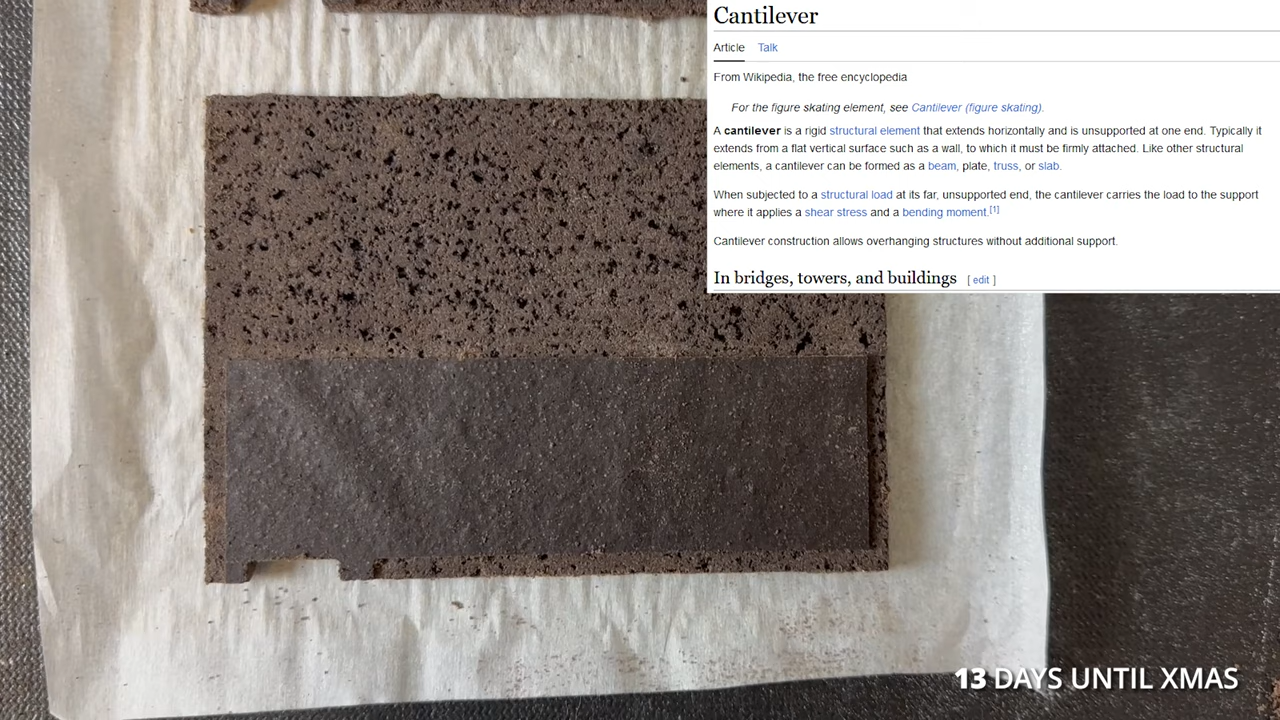 Cantilever
Article Talk
From Wikipedia, the free encyclopedia
For the figure skating element, see Cantilever (figure skating).
A cantilever is a rigid structural element that extends horizontally and is unsupported at one end. Typically it
extends from a flat vertical surface such as a wall, to which it must be firmly attached. Like other structural
elements, a cantilever can be formed as a beam, plate, truss, or slab.
When subjected to a structural load at its far, unsupported end, the cantilever carries the load to the support
where it applies a shear stress and a bending moment.[1]
Cantilever construction allows overhanging structures without additional support.
In bridges, towers, and buildings [ edit ]
13 DAYS UNTIL XMAS